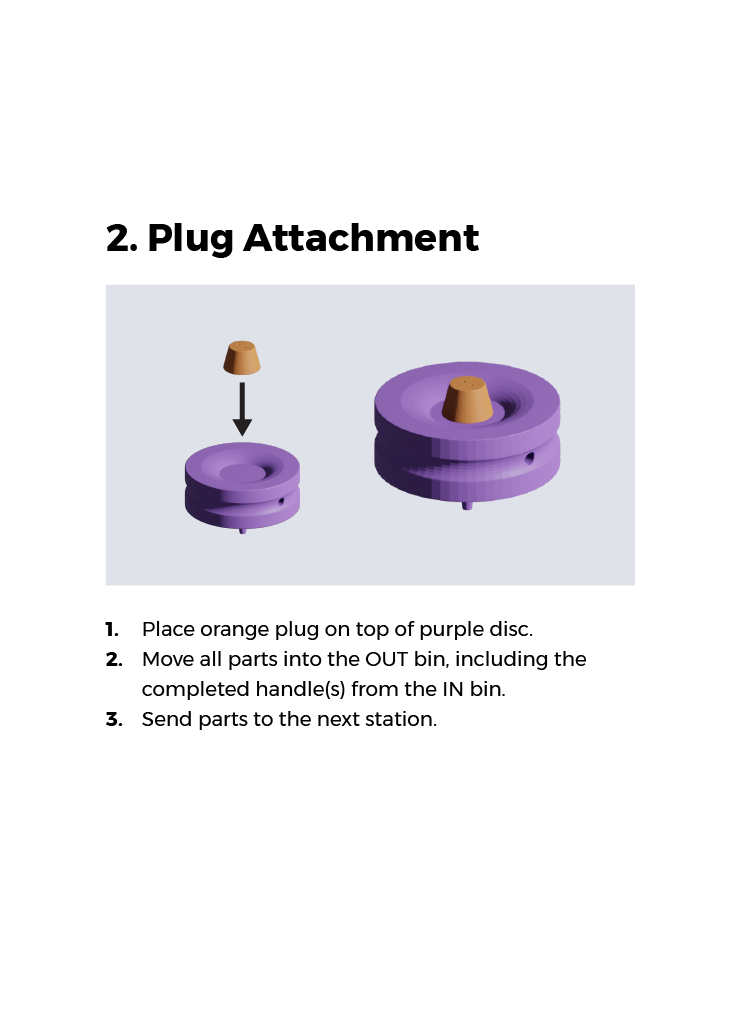 2. Plug Attachment
1. Place orange plug on top of purple disc.
2. Move all parts into the OUT bin, including the
completed handle(s) from the IN bin.
3. Send parts to the next station.